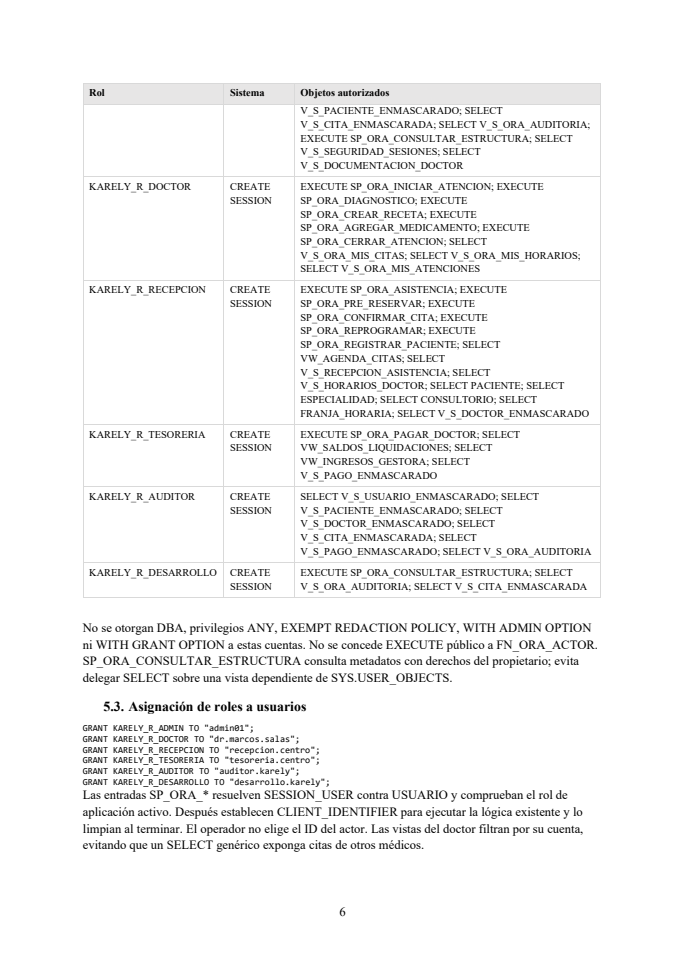 Rol Sistema Objetos autorizados
V_S_PACIENTE_ENMASCARADO; SELECT
V_S_CITA_ENMASCARADA; SELECT V_S_ORA_AUDITORIA;
EXECUTE SP_ORA_CONSULTAR_ESTRUCTURA; SELECT
V_S_SEGURIDAD_SESIONES; SELECT
V_S_DOCUMENTACION_DOCTOR
KARELY_R_DOCTOR CREATE SESSION EXECUTE SP_ORA_INICIAR_ATENCION; EXECUTE
SP_ORA_DIAGNOSTICO; EXECUTE
SP_ORA_CREAR_RECETA; EXECUTE
SP_ORA_AGREGAR_MEDICAMENTO; EXECUTE
SP_ORA_CERRAR_ATENCION; SELECT
V_S_ORA_MIS_CITAS; SELECT V_S_ORA_MIS_HORARIOS;
SELECT V_S_ORA_MIS_ATENCIONES
KARELY_R_RECEPCION CREATE SESSION EXECUTE SP_ORA_ASISTENCIA; EXECUTE
SP_ORA_PRE_RESERVAR; EXECUTE
SP_ORA_CONFIRMAR_CITA; EXECUTE
SP_ORA_REPROGRAMAR; EXECUTE
SP_ORA_REGISTRAR_PACIENTE; SELECT
VW_AGENDA_CITAS; SELECT
V_S_RECEPCION_ASISTENCIA; SELECT
V_S_HORARIOS_DOCTOR; SELECT PACIENTE; SELECT
ESPECIALIDAD; SELECT CONSULTORIO; SELECT
FRANJA_HORARIA; SELECT V_S_DOCTOR_ENMASCARADO
KARELY_R_TESORERIA CREATE SESSION EXECUTE SP_ORA_PAGAR_DOCTOR; SELECT
VW_SALDOS_LIQUIDACIONES; SELECT
VW_INGRESOS_GESTORA; SELECT
V_S_PAGO_ENMASCARADO
KARELY_R_AUDITOR CREATE SESSION SELECT V_S_USUARIO_ENMASCARADO; SELECT
V_S_PACIENTE_ENMASCARADO; SELECT
V_S_DOCTOR_ENMASCARADO; SELECT
V_S_CITA_ENMASCARADA; SELECT
V_S_PAGO_ENMASCARADO; SELECT V_S_ORA_AUDITORIA
KARELY_R_DESARROLLO CREATE SESSION EXECUTE SP_ORA_CONSULTAR_ESTRUCTURA; SELECT
V_S_ORA_AUDITORIA; SELECT V_S_CITA_ENMASCARADA
No se otorgan DBA, privilegios ANY, EXEMPT REDACTION POLICY, WITH ADMIN OPTION
ni WITH GRANT OPTION a estas cuentas. No se concede EXECUTE público a FN_ORA_ACTOR.
SP_ORA_CONSULTAR_ESTRUCTURA consulta metadatos con derechos del propietario; evita
delegar SELECT sobre una vista dependiente de SYS.USER_OBJECTS.
5.3. Asignación de roles a usuarios
GRANT KARELY_R_ADMIN TO "admin01";
GRANT KARELY_R_DOCTOR TO "dr.marcos.salas";
GRANT KARELY_R_RECEPCION TO "recepcion.centro";
GRANT KARELY_R_TESORERIA TO "tesoreria.centro";
GRANT KARELY_R_AUDITOR TO "auditor.karely";
GRANT KARELY_R_DESARROLLO TO "desarrollo.karely";
Las entradas SP_ORA_* resuelven SESSION_USER contra USUARIO y comprueban el rol de
aplicación activo. Después establecen CLIENT_IDENTIFIER para ejecutar la lógica existente y lo
limpian al terminar. El operador no elige el ID del actor. Las vistas del doctor filtran por su cuenta,
evitando que un SELECT genérico exponga citas de otros médicos.
6